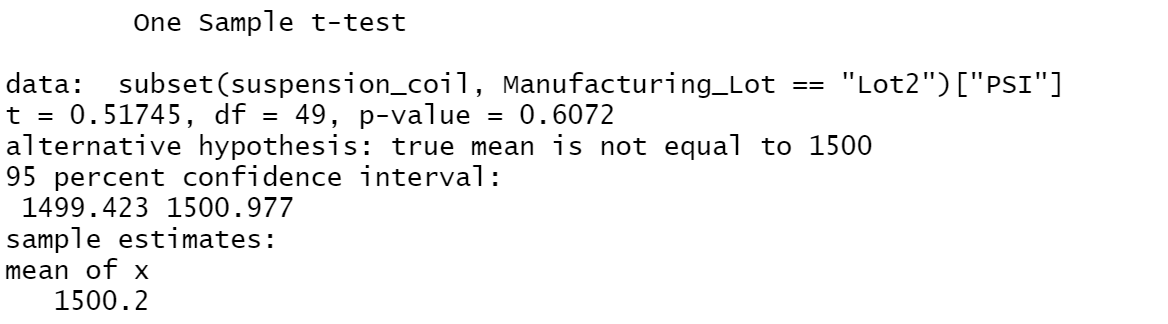 One Sample t-test
data:  subset(suspension_coil, Manufacturing_Lot == "Lot2")["PSI"]
t = 0.51745, df = 49, p-value = 0.6072
alternative hypothesis: true mean is not equal to 1500
95 percent confidence interval:
1499.423 1500.977
sample estimates:
mean of x
1500.2